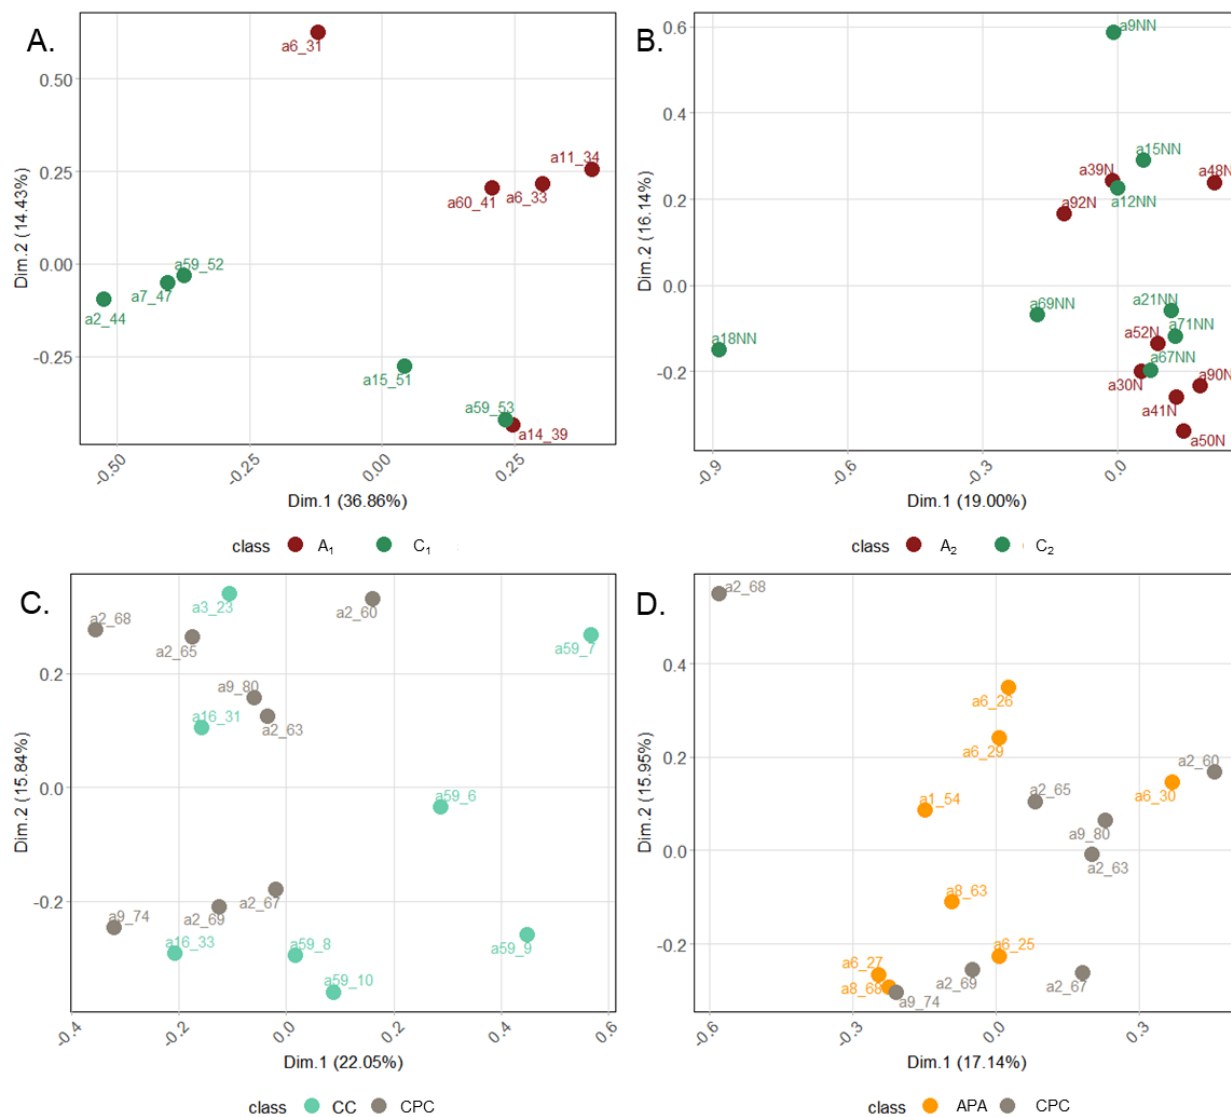 A.
a6_31
0.50
a11_34
0.25
a60_41
a6_33
Dim.2 (14.43%)
0.00
a59_52
a7_47
a2_44
-0.25
a15_51
a59_53
a14_39
-0.50
-0.25
0.00
0.25
Dim.1 (36.86%)
class A₁ C₁
B.
0.6
a9NN
0.4
a15NN
a39N
a48N
0.2
a92N
a12NN
Dim.2 (16.14%)
0.0
a21NN
a69NN
a71NN
a18NN
a52N
a67NN
-0.2
a30N
a90N
a41N
a50N
-0.9
-0.6
-0.3
0.0
Dim.1 (19.00%)
class A₂ C₂
C.
a3_23
a2_60
a2_68
a2_65
a59_7
0.2
a9_80
a16_31
a2_63
Dim.2 (15.84%)
0.0
a59_6
-0.2
a9_74
a2_69
a2_67
a16_33
a59_8
a59_9
a59_10
-0.4
-0.2
0.0
0.2
0.4
0.6
Dim.1 (22.05%)
class CC CPC
D.
a2_68
0.4
a6_26
a6_29
0.2
a2_60
a2_65
a6_30
a1_54
a9_80
Dim.2 (15.95%)
0.0
a2_63
a8_63
-0.2
a6_25
a6_27
a2_69
a2_67
a8_68
a9_74
-0.6
-0.3
0.0
0.3
Dim.1 (17.14%)
class APA CPC